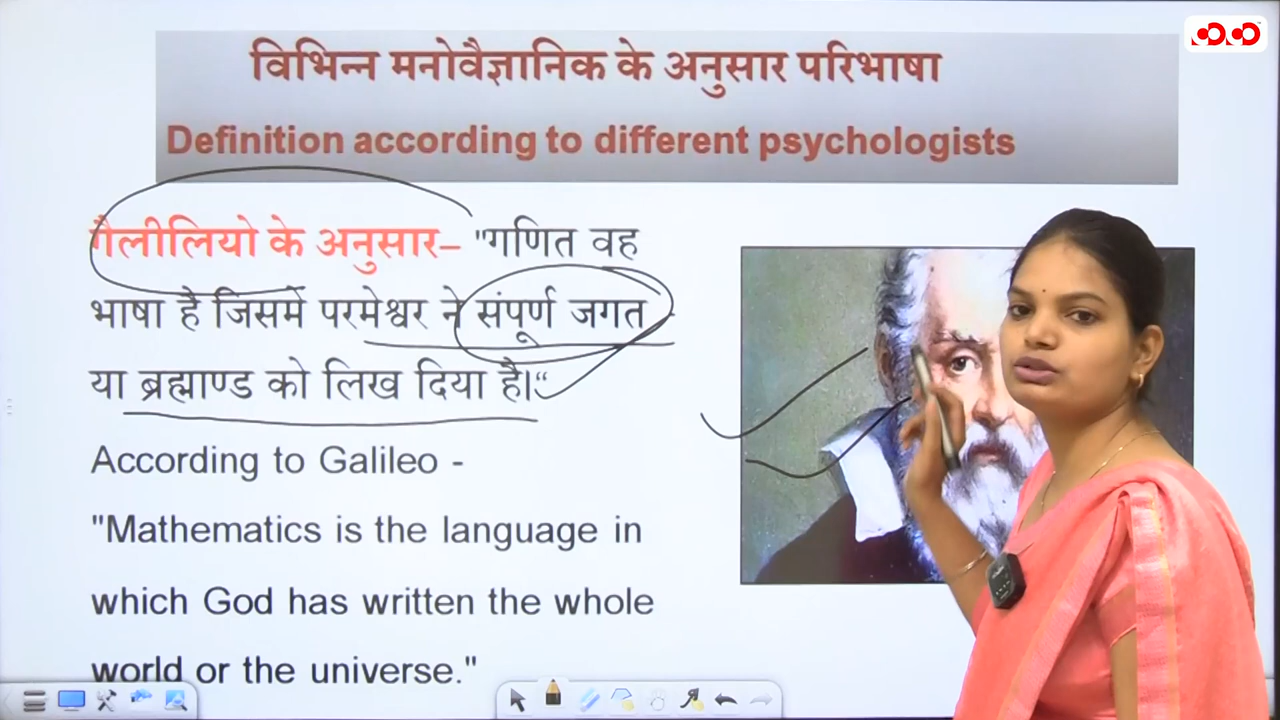 विभिन्न मनोवैज्ञानिक के अनुसार परिभाषा
Definition according to different psychologists
गैलीलियो के अनुसार– "गणित वह
भाषा है जिसमें परमेश्वर ने संपूर्ण जगत
या ब्रह्माण्ड को लिख दिया है।“
According to Galileo -
"Mathematics is the language in
which God has written the whole
world or the universe."